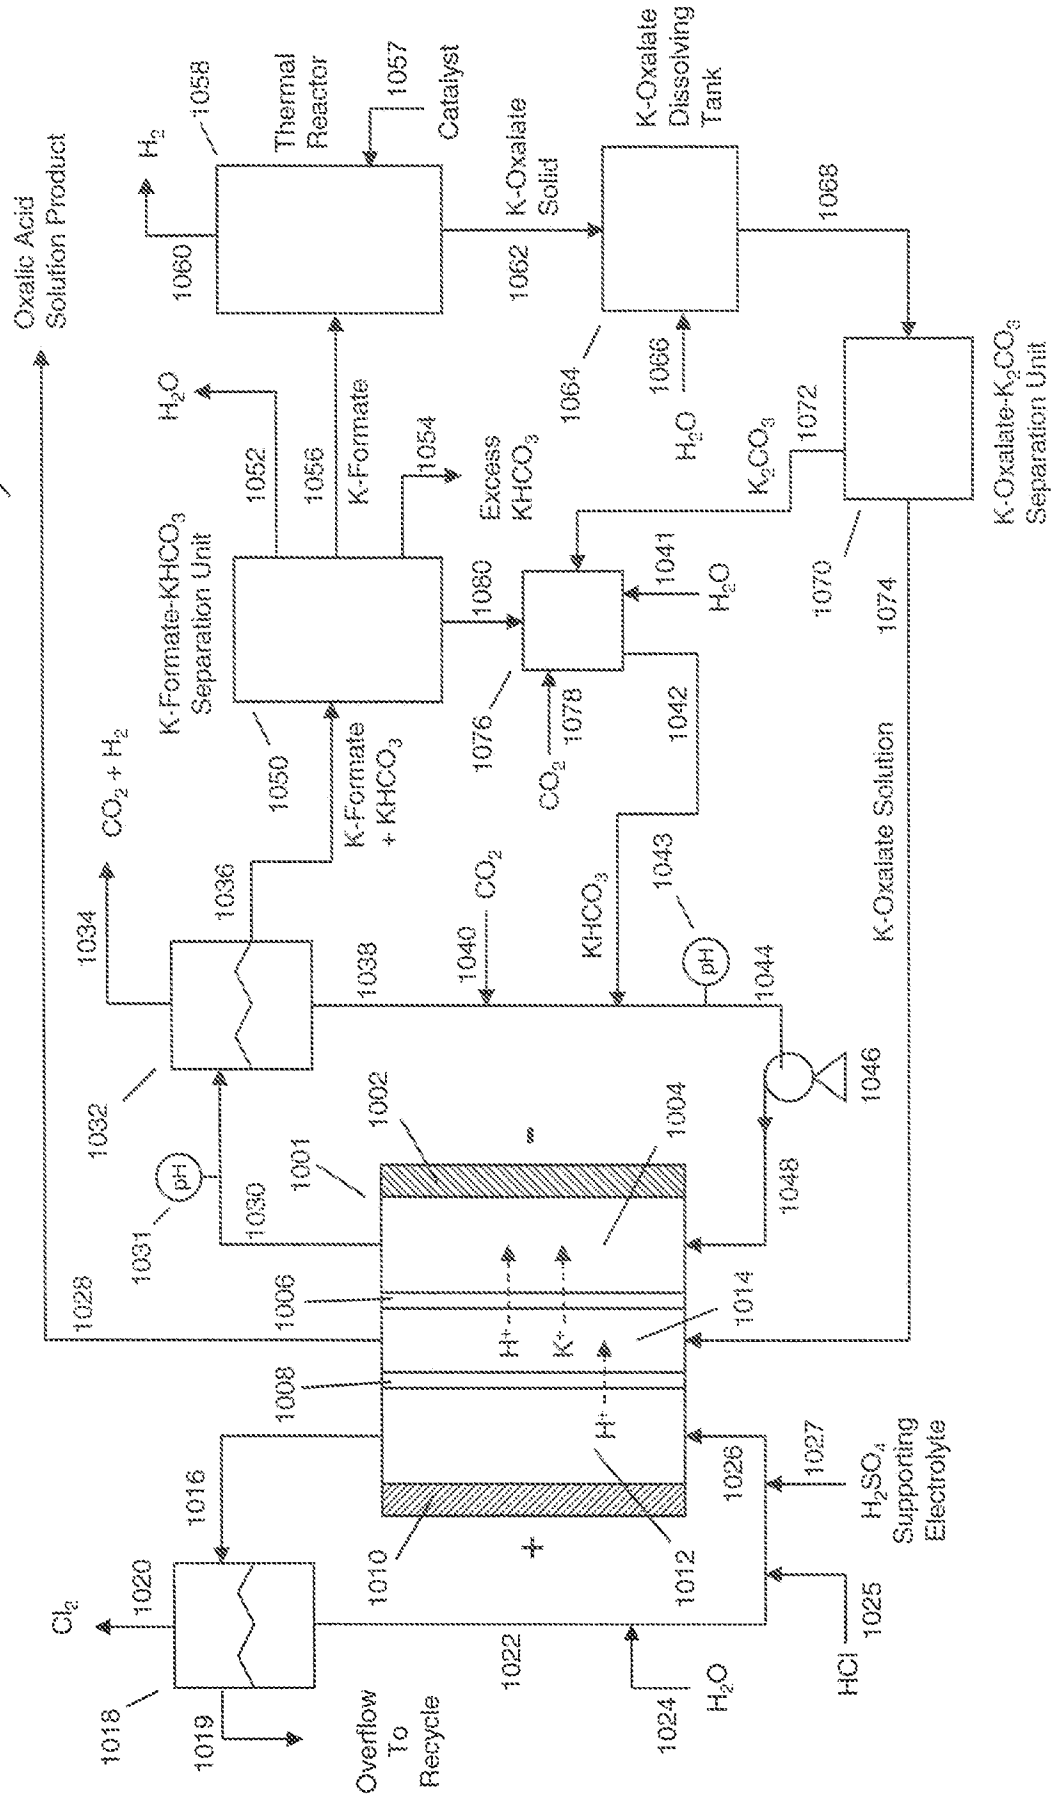 Oxalic Acid
Solution Product
H₂
1058
1060
Thermal
Reactor
1057
Catalyst
H₂O
1052
1056
K-Formate
1054
Excess
KHCO₃
K-Formate-KHCO₃
Separation Unit
1050
1062
K-Oxalate
Solid
K-Oxalate
Dissolving
Tank
1064
1066
H₂O
1068
K₂CO₃
1072
K-Oxalate-K₂CO₃
Separation Unit
1070
1074
1080
1041
H₂O
1076
1078
CO₂
1042
CO₂ + H₂
1034
1036
K-Formate
+ KHCO₃
1032
1038
1040
CO₂
KHCO₃
1043
pH
1044
1046
1048
K-Oxalate Solution
pH
1031
1030
1028
1001
1002
-
1004
1006
1008
1014
H⁺
K⁺
H⁺
1016
1010
+
1012
1026
1027
H₂SO₄
Supporting
Electrolyte
1025
HCl
Cl₂
1020
1018
1019
Overflow
To
Recycle
1022
1024
H₂O